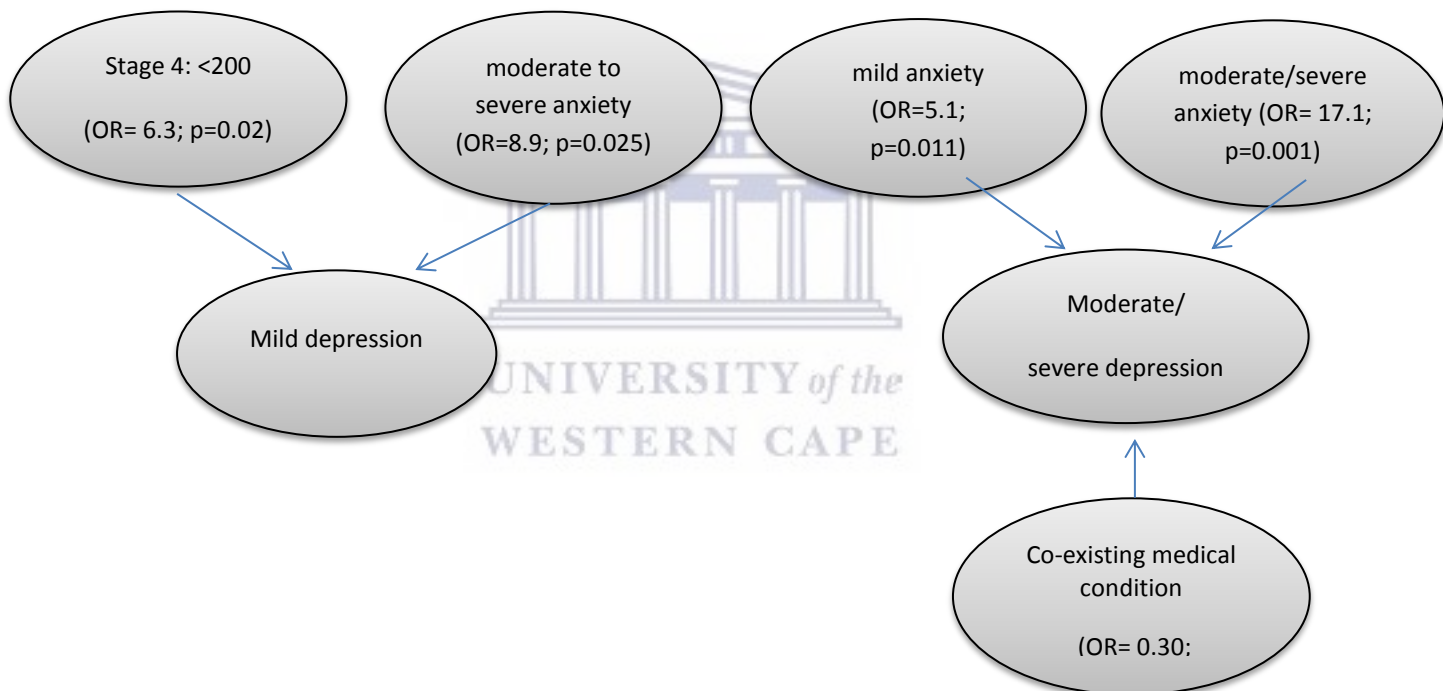 Stage 4: <200
(OR= 6.3; p=0.02)
moderate to
severe anxiety
(OR=8.9; p=0.025)
mild anxiety
(OR=5.1;
p=0.011)
moderate/severe
anxiety (OR= 17.1;
p=0.001)
Mild depression
Moderate/
severe depression
UNIVERSITY of the
WESTERN CAPE
Co-existing medical
condition
(OR= 0.30;